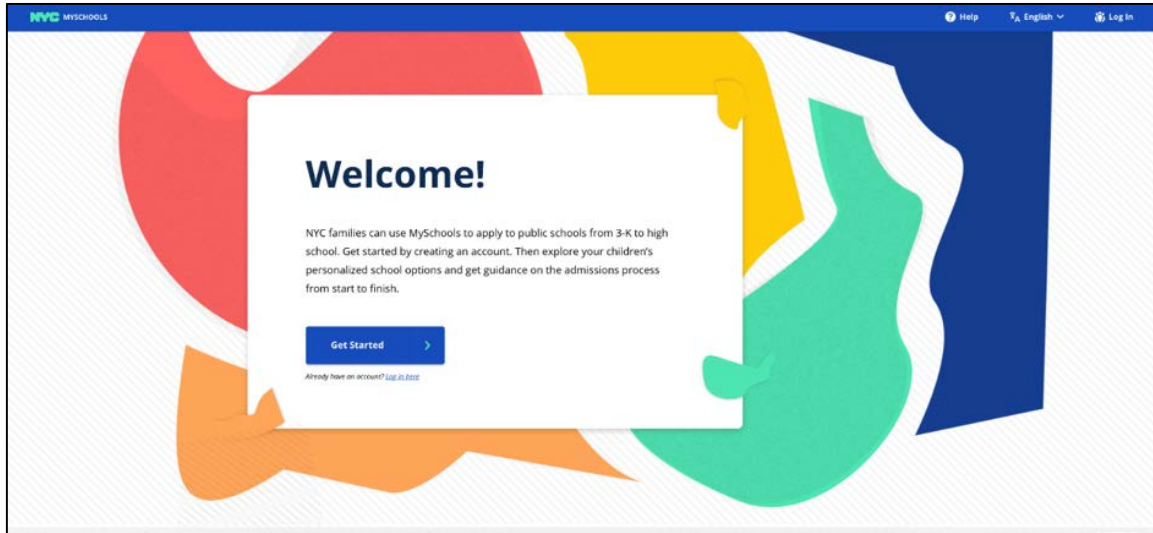 NYC MYSCHOOLS
Help
English
Log In
Welcome!
NYC families can use MySchools to apply to public schools from 3-K to high
school. Get started by creating an account. Then explore your children's
personalized school options and get guidance on the admissions process
from start to finish.
Get Started
Already have an account? Log in here